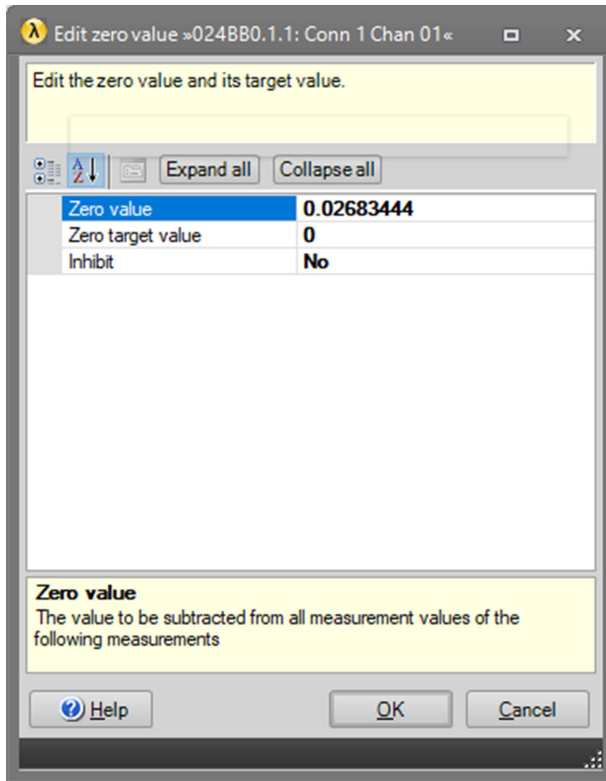 λ Edit zero value »024BB0.1.1: Conn 1 Chan 01«
Edit the zero value and its target value.
Expand all Collapse all
Zero value 0.02683444
Zero target value 0
Inhibit No
Zero value
The value to be subtracted from all measurement values of the
following measurements
Help OK Cancel